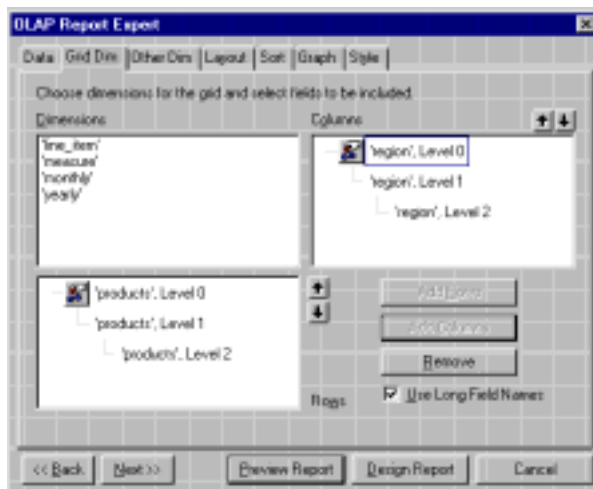 OLAP Report Expert
Data Grid Dim Other Dim Layout Sort Graph Style
Choose dimensions for the grid and select fields to be included.
Dimensions Columns
'line_item'
'measure'
'monthly'
'yearly'
'region', Level 0
'region', Level 1
'region', Level 2
'products', Level 0
'products', Level 1
'products', Level 2
Add Rows
Add Columns
Remove
Rows
Use Long Field Names
<< Back Next >> Preview Report Design Report Cancel